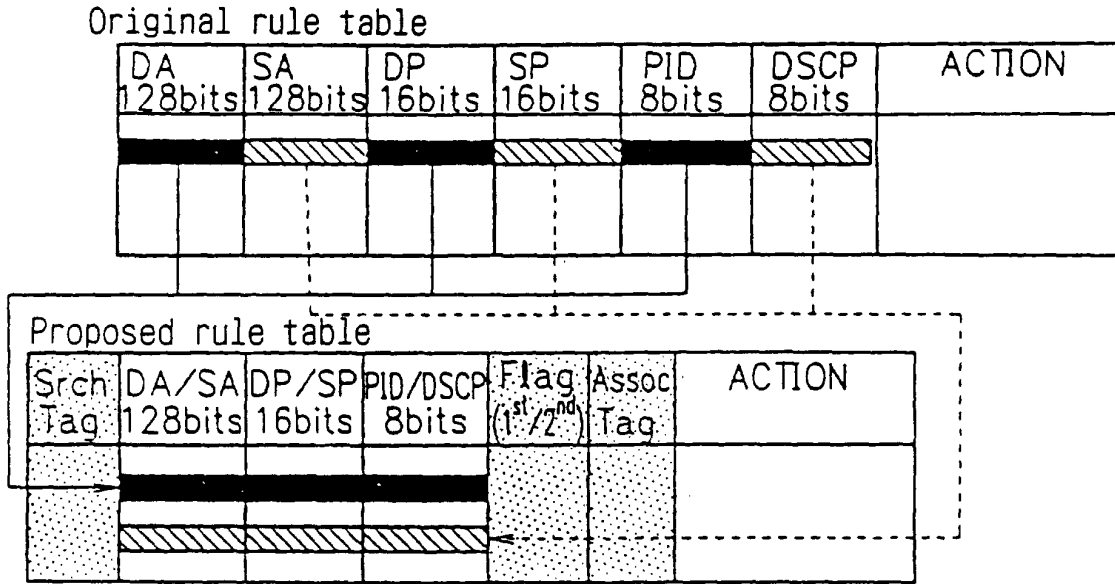 Original rule table
DA SA DP SP PID DSCP ACTION
128bits 128bits 16bits 16bits 8bits 8bits
Proposed rule table
Srch DA/SA DP/SP PID/DSCP Flag Assoc ACTION
Tag 128bits 16bits 8bits (1st/2nd) Tag